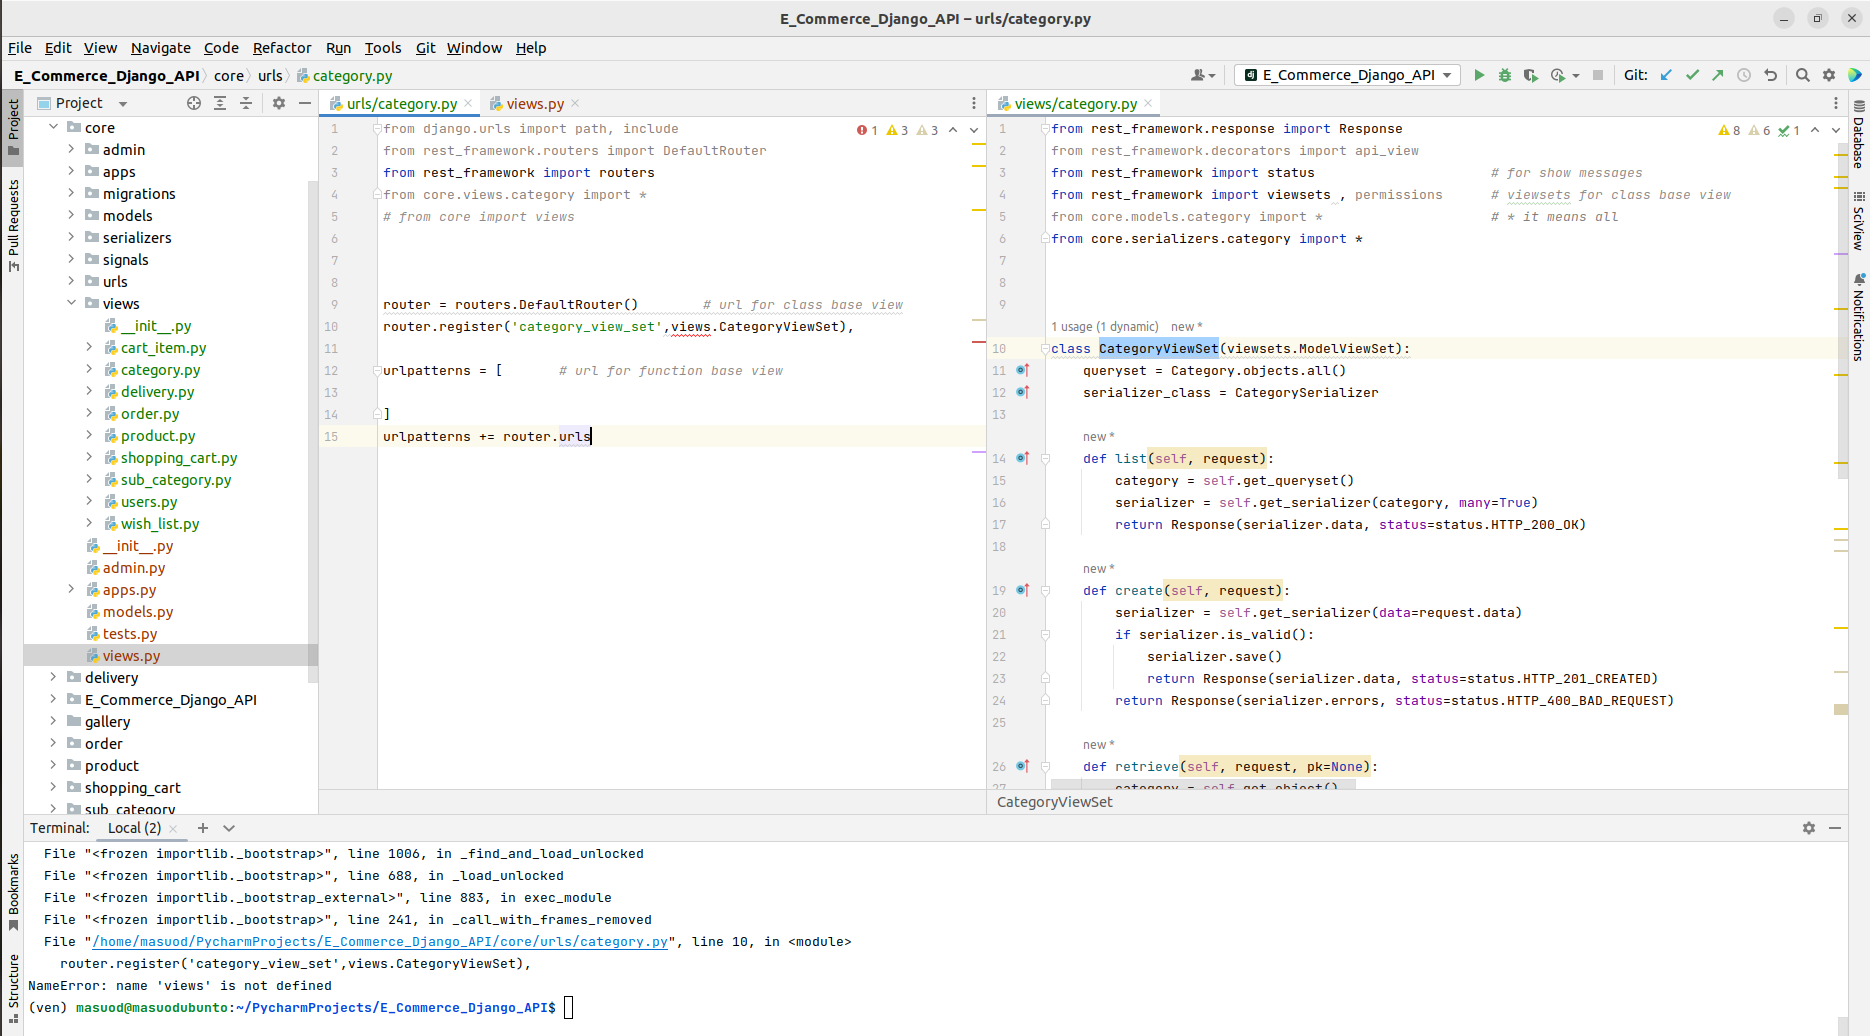 E_Commerce_Django_API – urls/category.py
File Edit View Navigate Code Refactor Run Tools Git Window Help
E_Commerce_Django_API core urls category.py
E_Commerce_Django_API
Git:
Project
Pull Requests
Bookmarks
Structure
Project
core
admin
apps
migrations
models
serializers
signals
urls
views
__init__.py
cart_item.py
category.py
delivery.py
order.py
product.py
shopping_cart.py
sub_category.py
users.py
wish_list.py
__init__.py
admin.py
apps.py
models.py
tests.py
views.py
delivery
E_Commerce_Django_API
gallery
order
product
shopping_cart
sub_category
urls/category.py views.py
1 3 3
1 from django.urls import path, include
2 from rest_framework.routers import DefaultRouter
3 from rest_framework import routers
4 from core.views.category import *
5 # from core import views
6
7
8
9 router = routers.DefaultRouter() # url for class base view
10 router.register('category_view_set',views.CategoryViewSet),
11
12 urlpatterns = [ # url for function base view
13
14 ]
15 urlpatterns += router.urls
views/category.py
8 6 1
1 from rest_framework.response import Response
2 from rest_framework.decorators import api_view
3 from rest_framework import status # for show messages
4 from rest_framework import viewsets , permissions # viewsets for class base view
5 from core.models.category import * # * it means all
6 from core.serializers.category import *
7
8
9
1 usage (1 dynamic) new *
10 class CategoryViewSet(viewsets.ModelViewSet):
11 queryset = Category.objects.all()
12 serializer_class = CategorySerializer
13
new *
14 def list(self, request):
15 category = self.get_queryset()
16 serializer = self.get_serializer(category, many=True)
17 return Response(serializer.data, status=status.HTTP_200_OK)
18
new *
19 def create(self, request):
20 serializer = self.get_serializer(data=request.data)
21 if serializer.is_valid():
22 serializer.save()
23 return Response(serializer.data, status=status.HTTP_201_CREATED)
24 return Response(serializer.errors, status=status.HTTP_400_BAD_REQUEST)
25
new *
26 def retrieve(self, request, pk=None):
27 category = self.get_object()
CategoryViewSet
Database
SciView
Notifications
Terminal: Local (2)
File "<frozen importlib._bootstrap>", line 1006, in _find_and_load_unlocked
File "<frozen importlib._bootstrap>", line 688, in _load_unlocked
File "<frozen importlib._bootstrap_external>", line 883, in exec_module
File "<frozen importlib._bootstrap>", line 241, in _call_with_frames_removed
File "/home/masuod/PycharmProjects/E_Commerce_Django_API/core/urls/category.py", line 10, in <module>
router.register('category_view_set',views.CategoryViewSet),
NameError: name 'views' is not defined
(ven) masuod@masuodubunto:~/PycharmProjects/E_Commerce_Django_API$